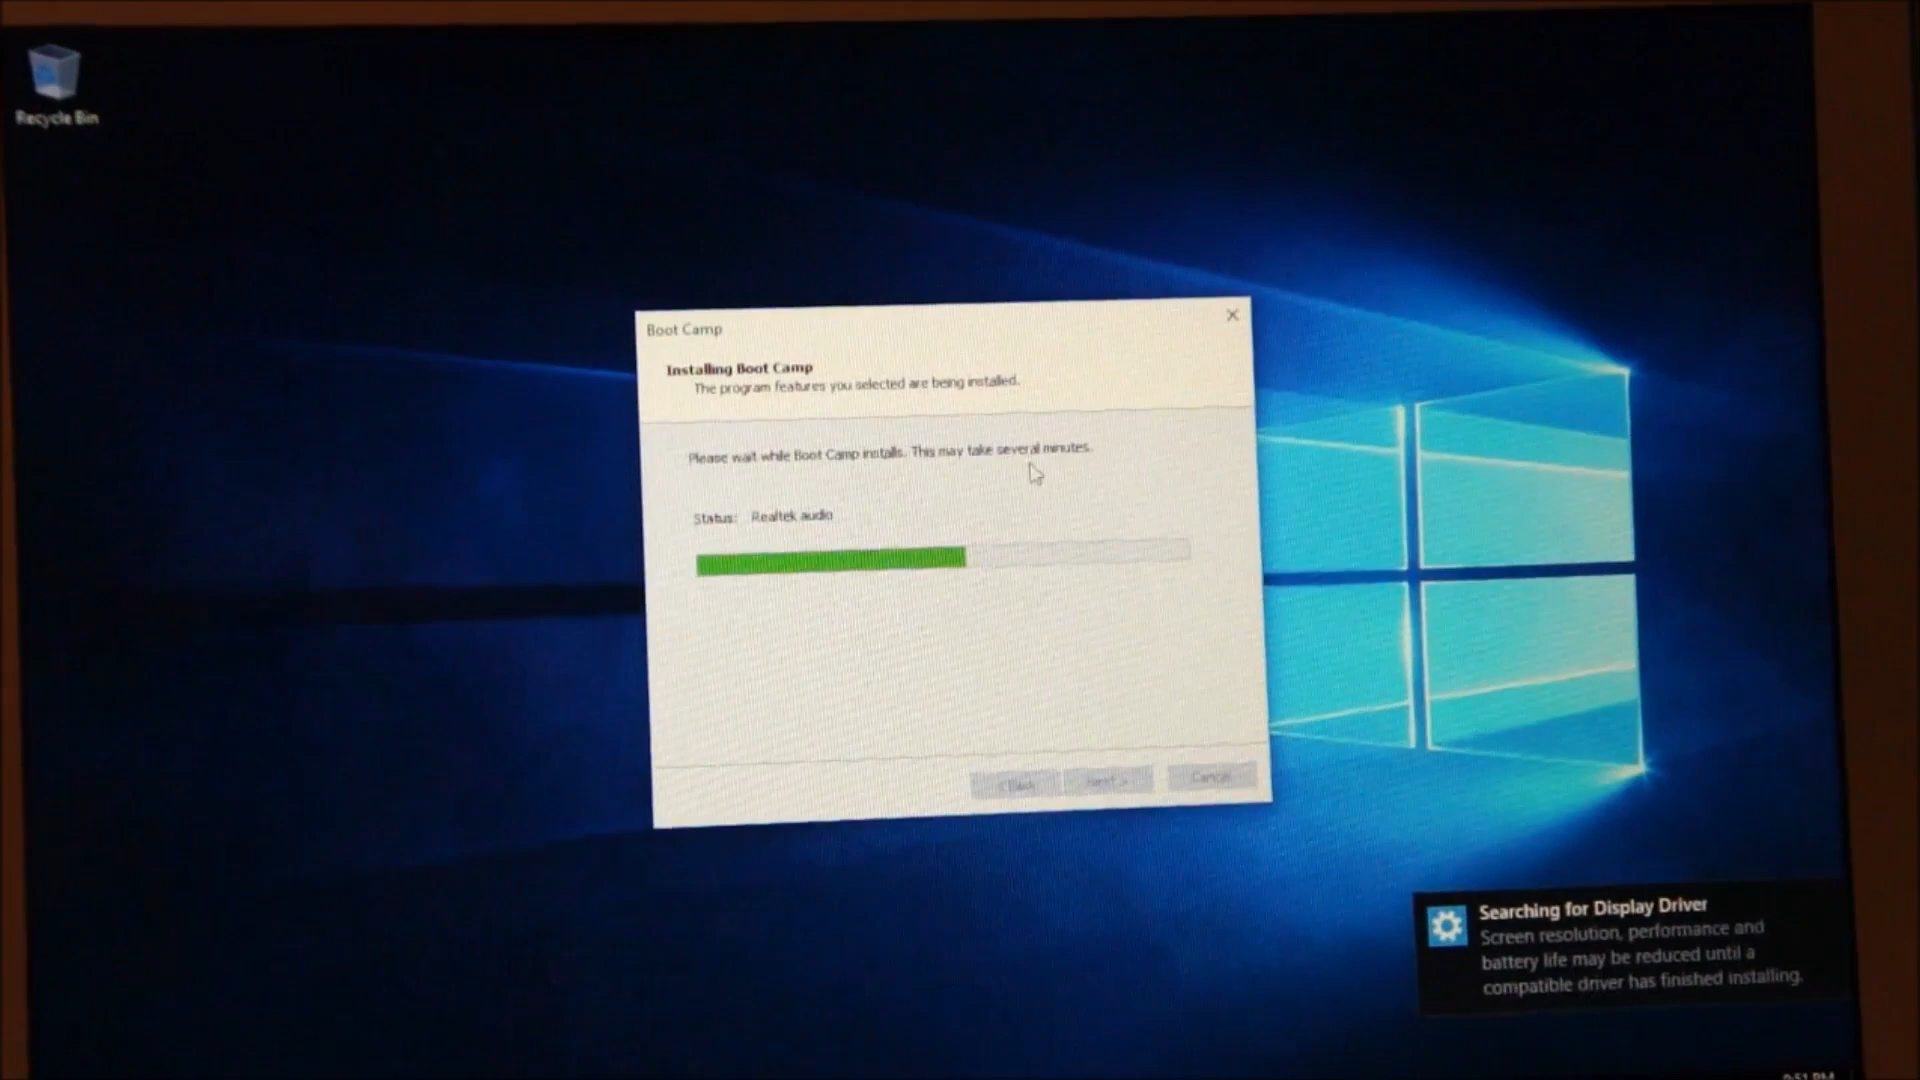 Recycle Bin
Boot Camp
Installing Boot Camp
The program features you selected are being installed.
Please wait while Boot Camp installs. This may take several minutes.
Status: Realtek audio
< Back Next > Cancel
Searching for Display Driver
Screen resolution, performance and
battery life may be reduced until a
compatible driver has finished installing.